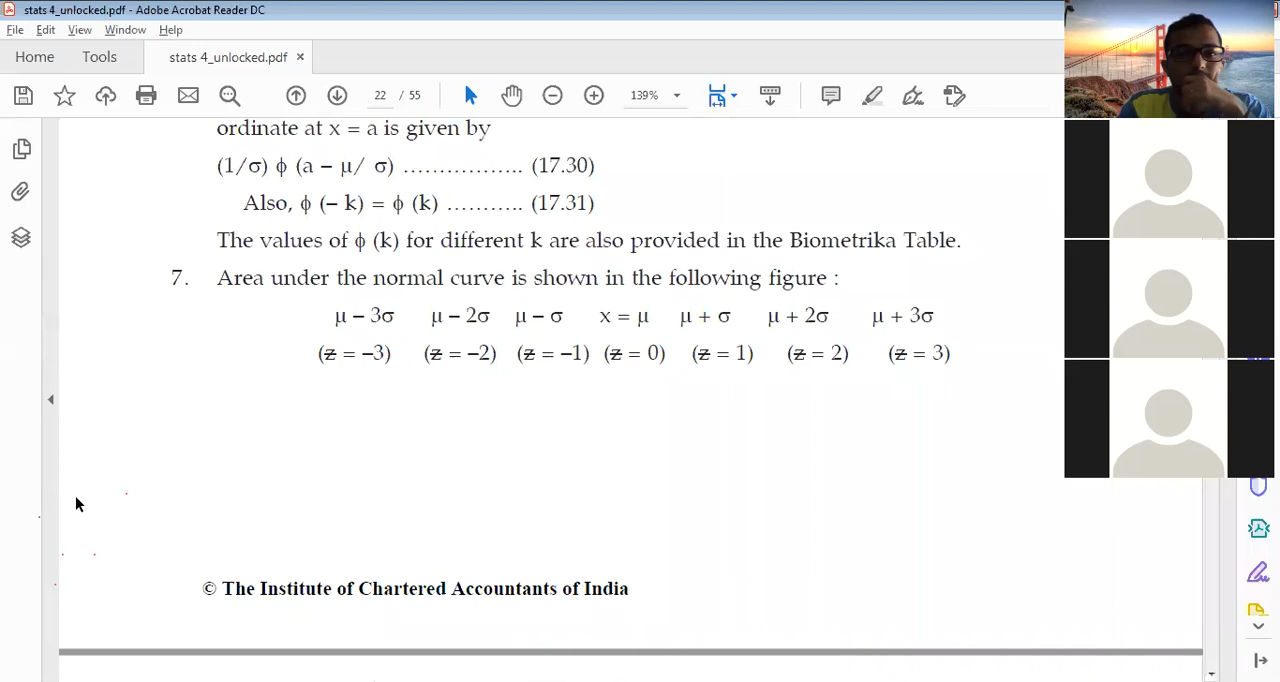 stats 4_unlocked.pdf - Adobe Acrobat Reader DC
File Edit View Window Help
Home Tools stats 4_unlocked.pdf ×
22 / 55 139%
ordinate at x = a is given by
(1/σ) ϕ (a – μ/ σ) ................. (17.30)
Also, ϕ (– k) = ϕ (k) ........... (17.31)
The values of ϕ (k) for different k are also provided in the Biometrika Table.
7. Area under the normal curve is shown in the following figure :
μ – 3σ μ – 2σ μ – σ x = μ μ + σ μ + 2σ μ + 3σ
(z = –3) (z = –2) (z = –1) (z = 0) (z = 1) (z = 2) (z = 3)
© The Institute of Chartered Accountants of India